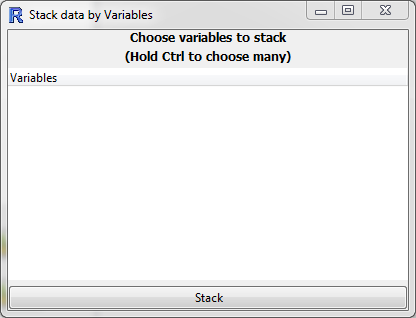 Stack data by Variables
Choose variables to stack
(Hold Ctrl to choose many)
Variables
Stack